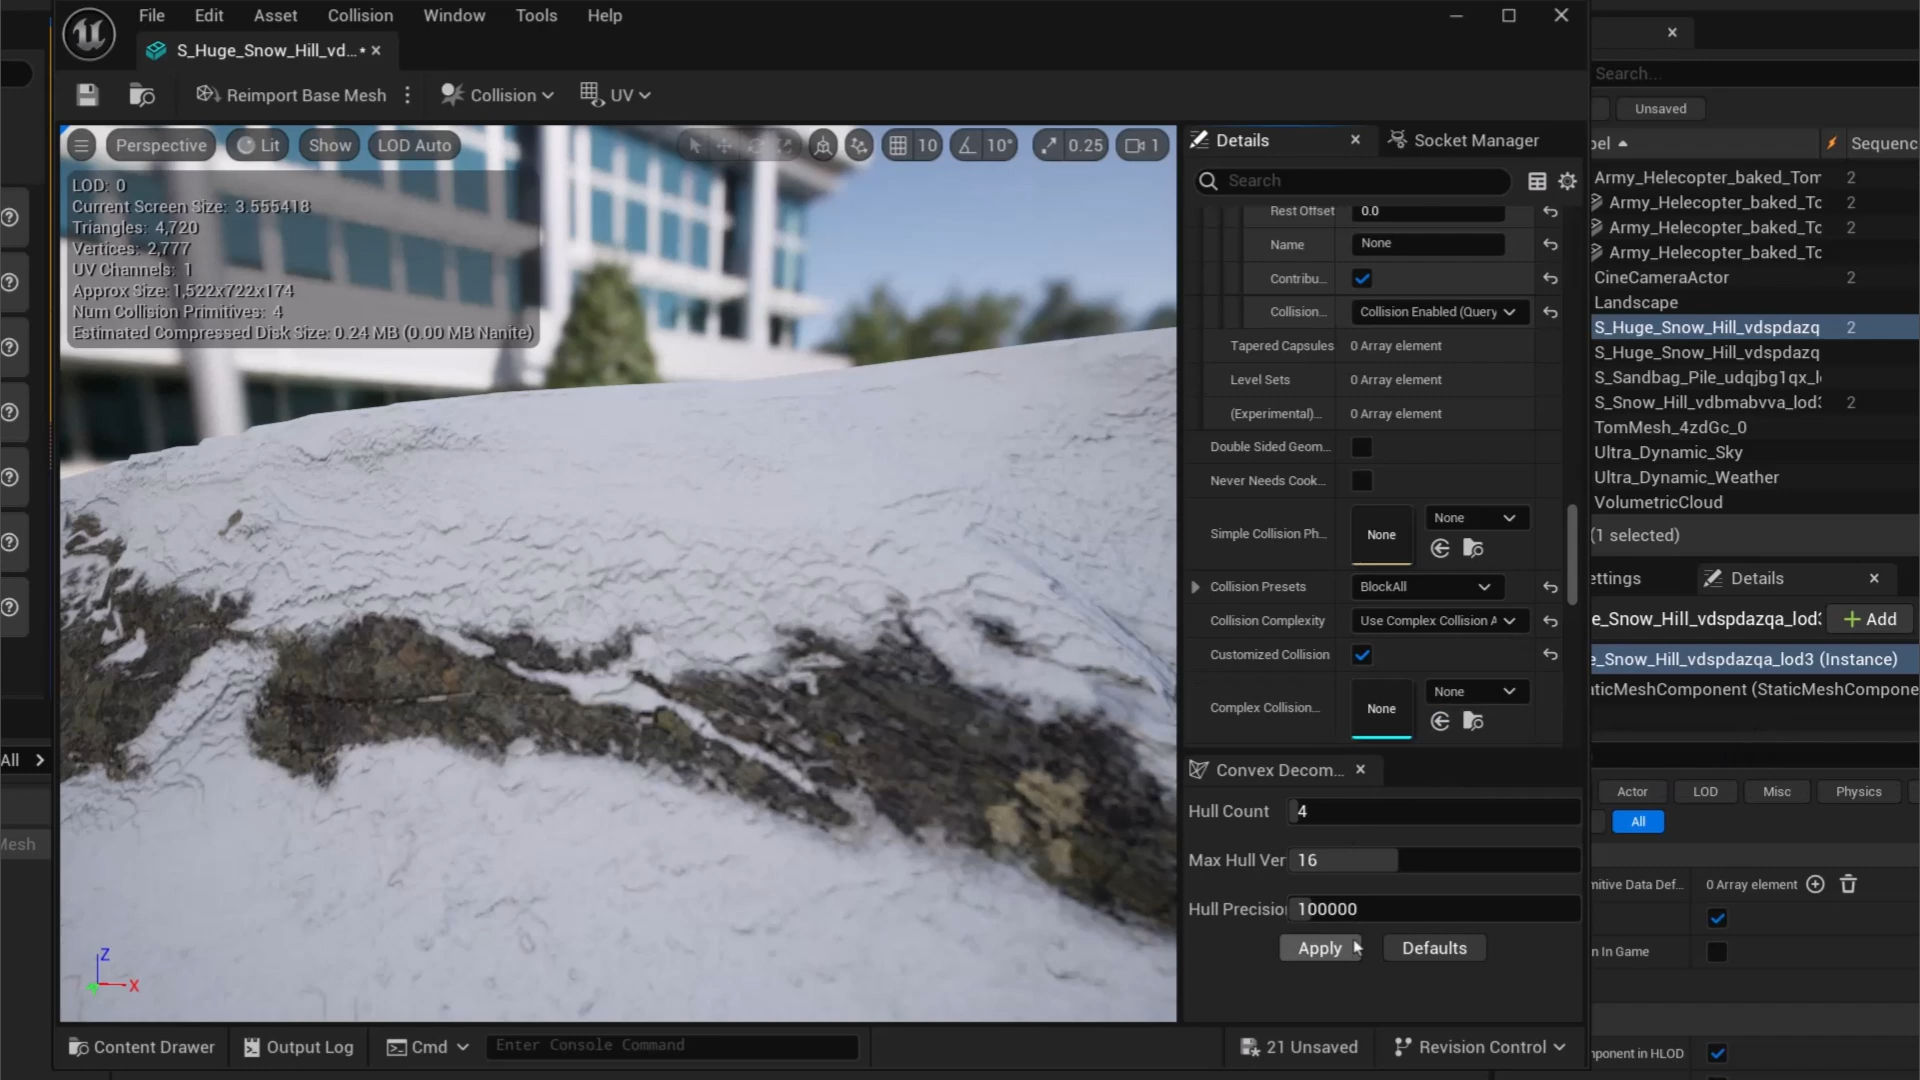 File Edit Asset Collision Window Tools Help
S_Huge_Snow_Hill_vd...•
Reimport Base Mesh
Collision
UV
Perspective
Lit
Show
LOD Auto
10
10°
0.25
1
LOD: 0
Current Screen Size: 3.555418
Triangles: 4,720
Vertices: 2,777
UV Channels: 1
Approx Size: 1,522x722x174
Num Collision Primitives: 4
Estimated Compressed Disk Size: 0.24 MB (0.00 MB Nanite)
Z
X
Details
Socket Manager
Search
Rest Offset 0.0
Name None
Contribu...
Collision... Collision Enabled (Query
Tapered Capsules 0 Array element
Level Sets 0 Array element
(Experimental)... 0 Array element
Double Sided Geom...
Never Needs Cook...
Simple Collision Ph... None None
Collision Presets BlockAll
Collision Complexity Use Complex Collision A
Customized Collision
Complex Collision... None None
Convex Decom...
Hull Count 4
Max Hull Ver 16
Hull Precisio 100000
Apply Defaults
Content Drawer
Output Log
Cmd
Enter Console Command
21 Unsaved
Revision Control
All
Mesh
Search...
Unsaved
bel Sequenc
Army_Helecopter_baked_Tom 2
Army_Helecopter_baked_Tc 2
Army_Helecopter_baked_Tc 2
Army_Helecopter_baked_Tc
CineCameraActor 2
Landscape
S_Huge_Snow_Hill_vdspdazq 2
S_Huge_Snow_Hill_vdspdazq
S_Sandbag_Pile_udqjbg1qx_l
S_Snow_Hill_vdbmabvva_lod3 2
TomMesh_4zdGc_0
Ultra_Dynamic_Sky
Ultra_Dynamic_Weather
VolumetricCloud
(1 selected)
ettings
Details
e_Snow_Hill_vdspdazqa_lod3
Add
e_Snow_Hill_vdspdazqa_lod3 (Instance)
aticMeshComponent (StaticMeshCompone
Actor LOD Misc Physics
All
mitive Data Def... 0 Array element
n In Game
nponent in HLOD